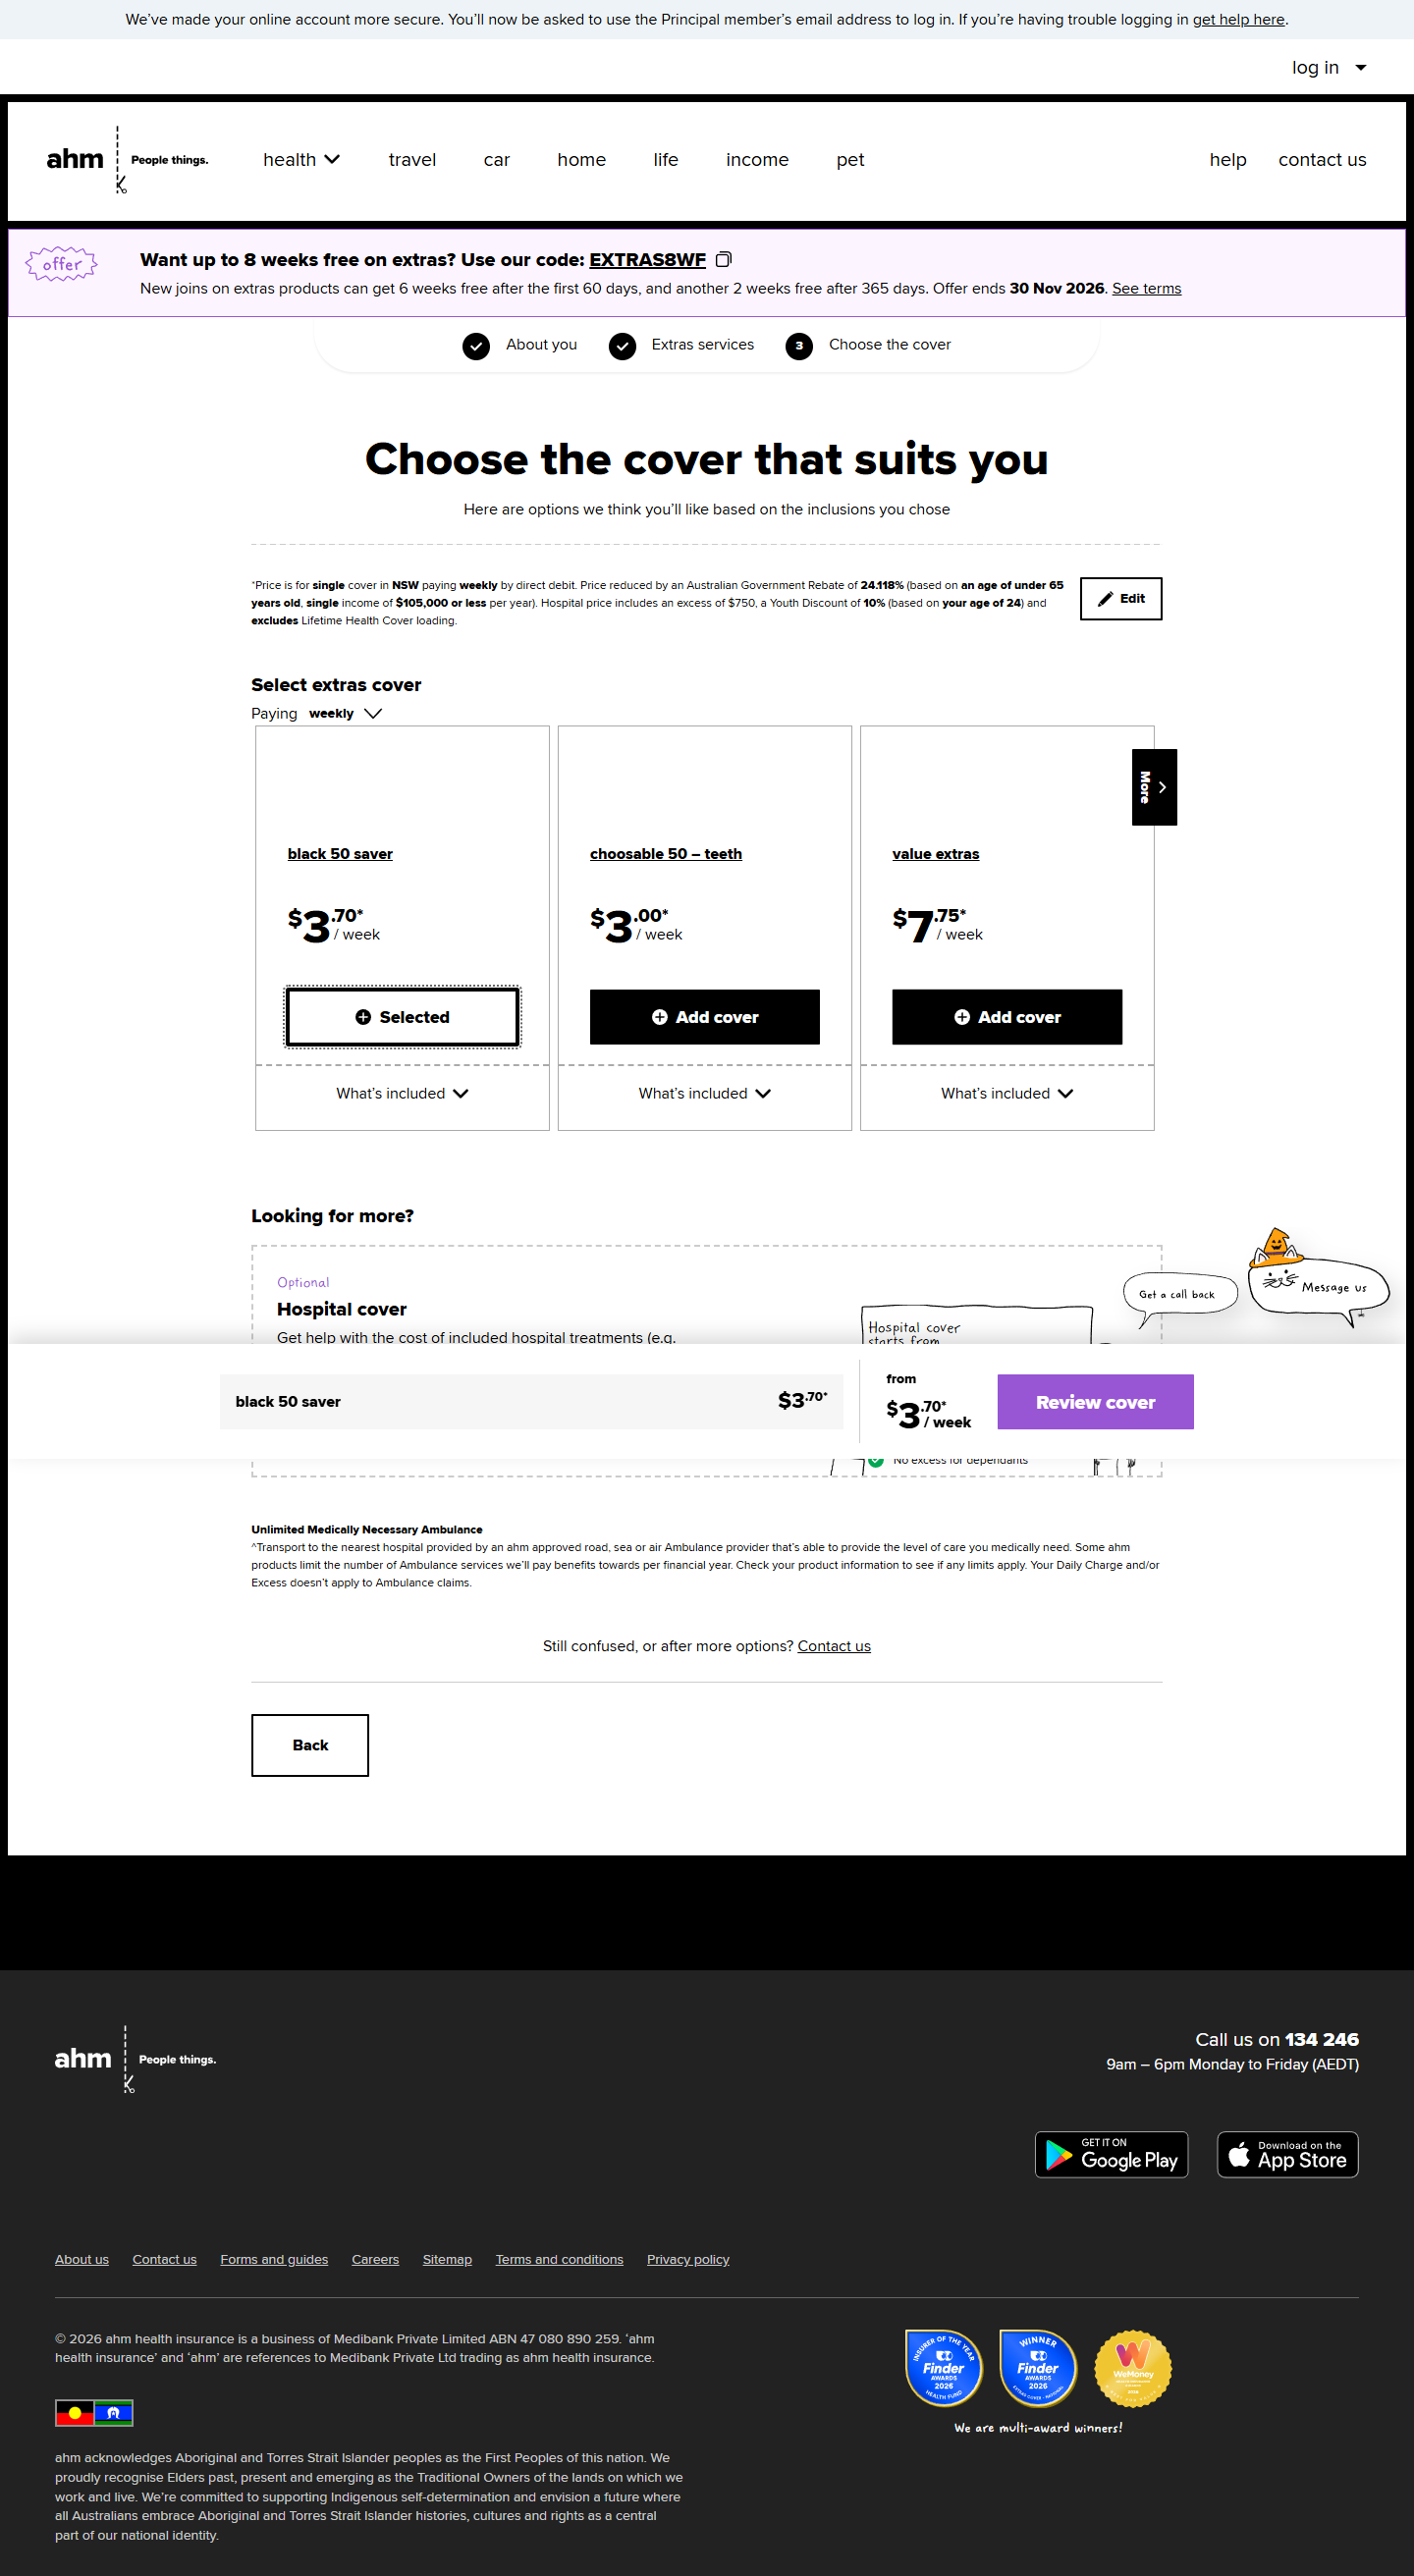 We've made your online account more secure. You'll now be asked to use the Principal member's email address to log in. If you're having trouble logging in get help here.
log in
ahm People things.
health travel car home life income pet help contact us
offer
Want up to 8 weeks free on extras? Use our code: EXTRAS8WF
New joins on extras products can get 6 weeks free after the first 60 days, and another 2 weeks free after 365 days. Offer ends 30 Nov 2026. See terms
About you Extras services 3 Choose the cover
Choose the cover that suits you
Here are options we think you'll like based on the inclusions you chose
*Price is for single cover in NSW paying weekly by direct debit. Price reduced by an Australian Government Rebate of 24.118% (based on an age of under 65
years old, single income of $105,000 or less per year). Hospital price includes an excess of $750, a Youth Discount of 10% (based on your age of 24) and
excludes Lifetime Health Cover loading.
Edit
Select extras cover
Paying weekly
More
black 50 saver
$3.70*
/ week
Selected
What's included
choosable 50 – teeth
$3.00*
/ week
Add cover
What's included
value extras
$7.75*
/ week
Add cover
What's included
Looking for more?
Optional
Hospital cover
Get help with the cost of included hospital treatments (e.g.
Hospital cover
starts from
Get a call back
Message us
black 50 saver
$3.70*
from
$3.70*
/ week
Review cover
No excess for dependants
Unlimited Medically Necessary Ambulance
^Transport to the nearest hospital provided by an ahm approved road, sea or air Ambulance provider that's able to provide the level of care you medically need. Some ahm
products limit the number of Ambulance services we'll pay benefits towards per financial year. Check your product information to see if any limits apply. Your Daily Charge and/or
Excess doesn't apply to Ambulance claims.
Still confused, or after more options? Contact us
Back
ahm People things.
Call us on 134 246
9am – 6pm Monday to Friday (AEDT)
GET IT ON
Google Play
Download on the
App Store
About us Contact us Forms and guides Careers Sitemap Terms and conditions Privacy policy
© 2026 ahm health insurance is a business of Medibank Private Limited ABN 47 080 890 259. 'ahm
health insurance' and 'ahm' are references to Medibank Private Ltd trading as ahm health insurance.
INSURER OF THE YEAR
Finder
AWARDS
2026
HEALTH FUND
WINNER
Finder
AWARDS
2026
WeMoney
We are multi-award winners!
ahm acknowledges Aboriginal and Torres Strait Islander peoples as the First Peoples of this nation. We
proudly recognise Elders past, present and emerging as the Traditional Owners of the lands on which we
work and live. We're committed to supporting Indigenous self-determination and envision a future where
all Australians embrace Aboriginal and Torres Strait Islander histories, cultures and rights as a central
part of our national identity.